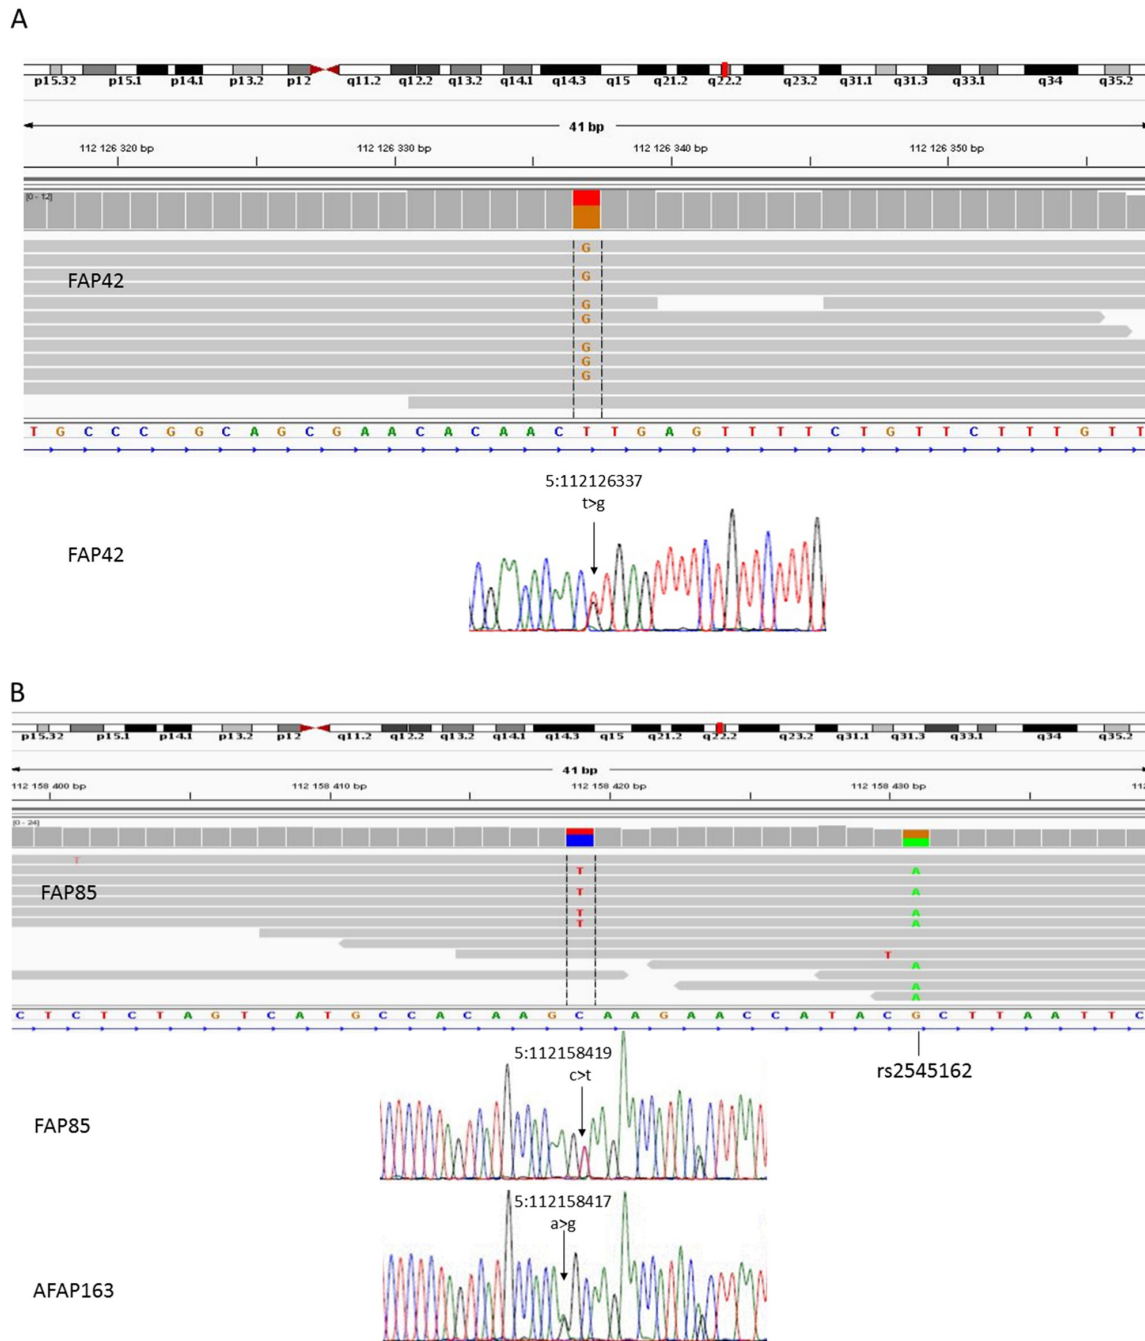 A
p15.32 p15.1 p14.1 p13.2 p12 q11.2 q12.2 q13.2 q14.1 q14.3 q15 q21.2 q22.2 q23.2 q31.1 q31.3 q33.1 q34 q35.2
41 bp
112 126 320 bp 112 126 330 bp 112 126 340 bp 112 126 350 bp
[0 - 12]
G
FAP42
G
G
G
G
G
G
T G C C C G G C A G C G A A C A C A A C T T G A G T T T T C T G T T C T T T G T T
5:112126337
t>g
FAP42
B
p15.32 p15.1 p14.1 p13.2 p12 q11.2 q12.2 q13.2 q14.1 q14.3 q15 q21.2 q22.2 q23.2 q31.1 q31.3 q33.1 q34 q35.2
41 bp
112 158 400 bp 112 158 410 bp 112 158 420 bp 112 158 430 bp 112
[0 - 24]
T
T A
FAP85 T A
T A
T A
T
A
A
A
C T C T C T A G T C A T G C C A C A A G C A A G A A C C A T A C G C T T A A T T C
rs2545162
5:112158419
c>t
FAP85
5:112158417
a>g
AFAP163